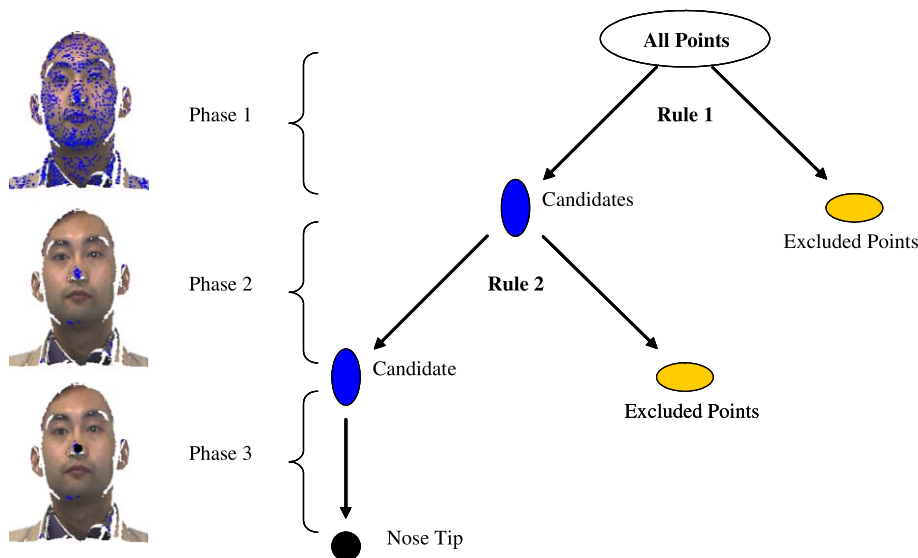 All Points
Phase 1
Rule 1
Candidates
Excluded Points
Phase 2
Rule 2
Candidate
Excluded Points
Phase 3
Nose Tip